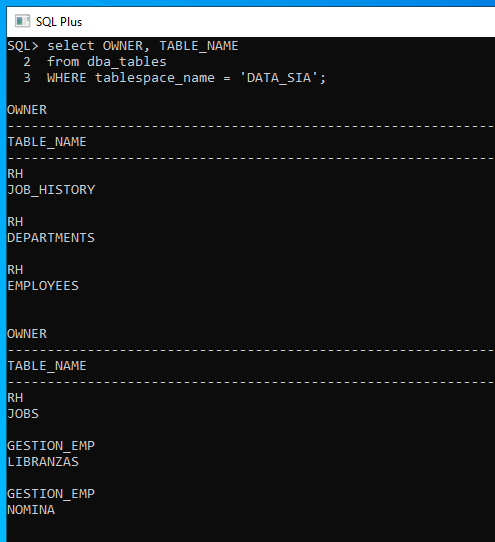 SQL Plus
SQL> select OWNER, TABLE_NAME
  2  from dba_tables
  3  WHERE tablespace_name = 'DATA_SIA';
OWNER
--------------------------------------------------------------
TABLE_NAME
--------------------------------------------------------------
RH
JOB_HISTORY
RH
DEPARTMENTS
RH
EMPLOYEES
OWNER
--------------------------------------------------------------
TABLE_NAME
--------------------------------------------------------------
RH
JOBS
GESTION_EMP
LIBRANZAS
GESTION_EMP
NOMINA